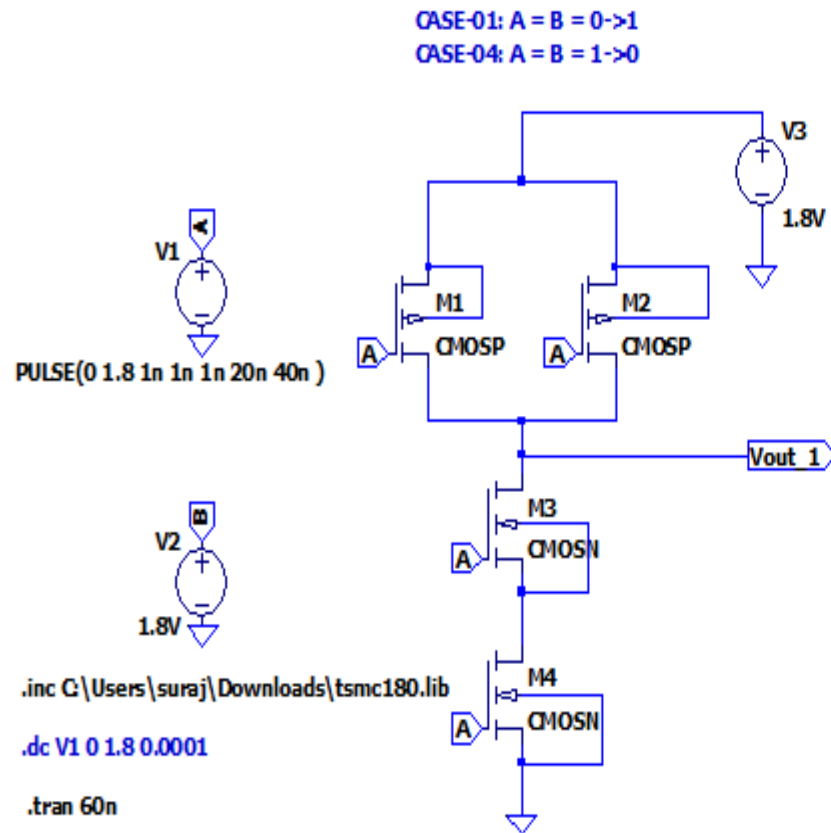 CASE-01: A = B = 0->1
CASE-04: A = B = 1->0
V3
1.8V
A
V1
PULSE(0 1.8 1n 1n 1n 20n 40n )
M1
A
CMOSP
M2
A
CMOSP
Vout_1
B
V2
1.8V
M3
A
CMOSN
M4
A
CMOSN
.inc C:\Users\suraj\Downloads\tsmc180.lib
.dc V1 0 1.8 0.0001
.tran 60n